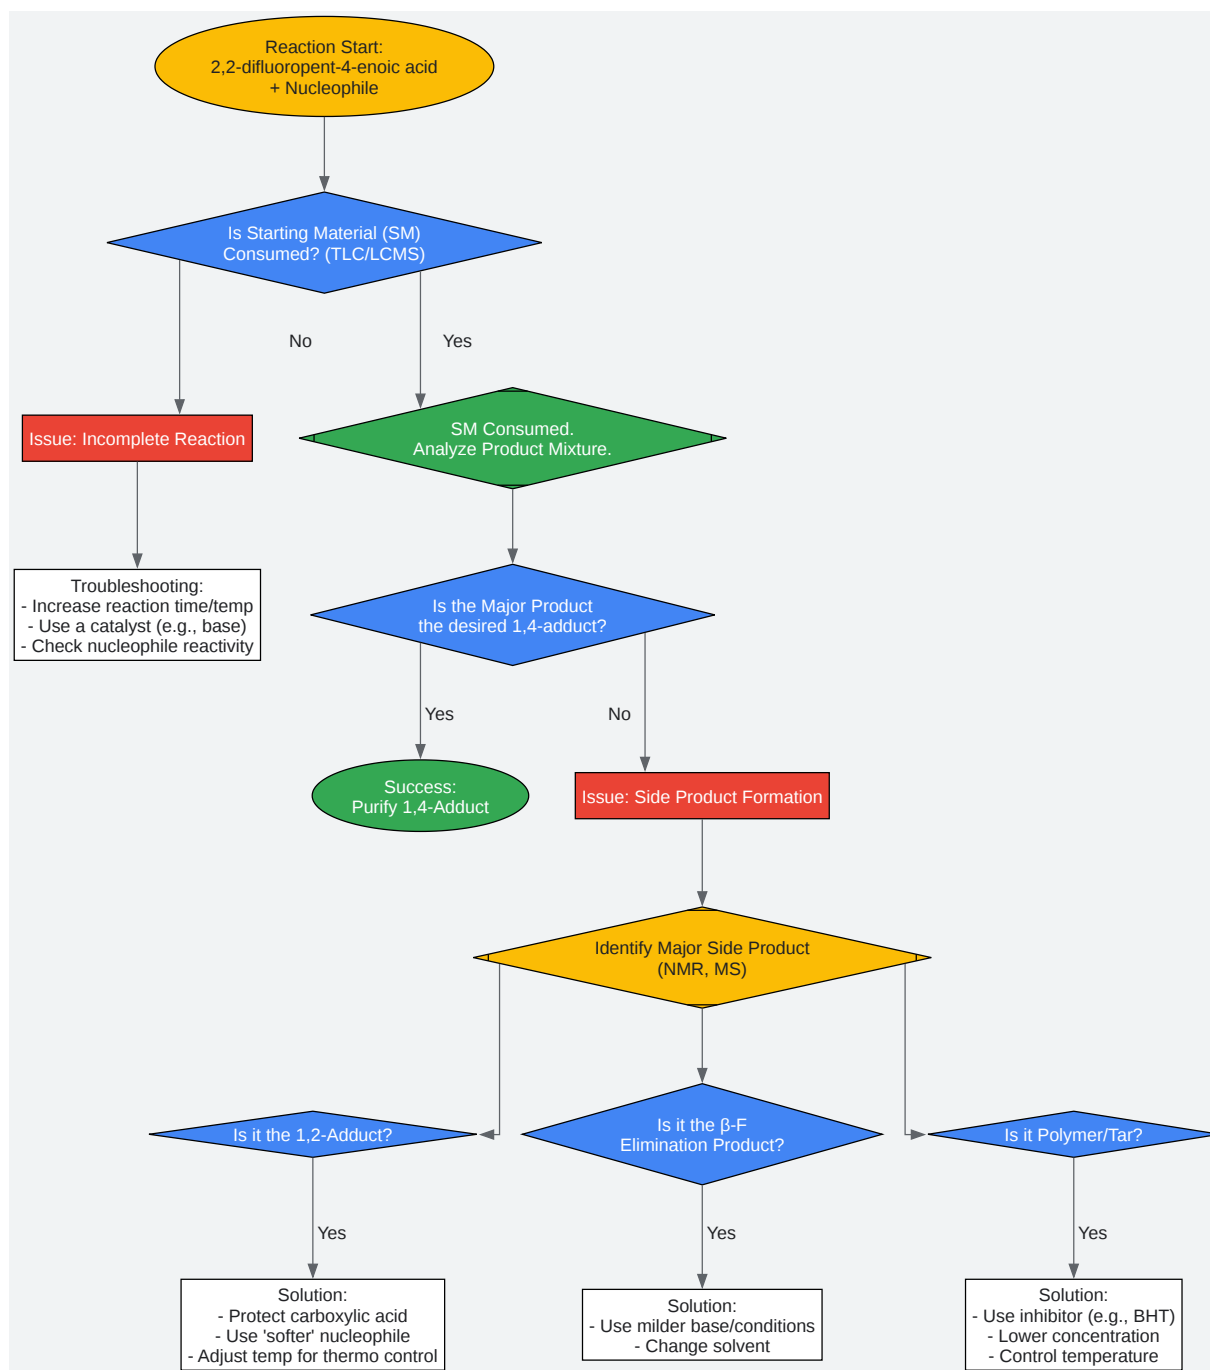 Reaction Start:
2,2-difluoropent-4-enoic acid
+ Nucleophile
Is Starting Material (SM)
Consumed? (TLC/LCMS)
No
Yes
Issue: Incomplete Reaction
SM Consumed.
Analyze Product Mixture.
Troubleshooting:
- Increase reaction time/temp
- Use a catalyst (e.g., base)
- Check nucleophile reactivity
Is the Major Product
the desired 1,4-adduct?
Yes
No
Success:
Purify 1,4-Adduct
Issue: Side Product Formation
Identify Major Side Product
(NMR, MS)
Is it the 1,2-Adduct?
Is it the β-F
Elimination Product?
Is it Polymer/Tar?
Yes
Yes
Yes
Solution:
- Protect carboxylic acid
- Use 'softer' nucleophile
- Adjust temp for thermo control
Solution:
- Use milder base/conditions
- Change solvent
Solution:
- Use inhibitor (e.g., BHT)
- Lower concentration
- Control temperature